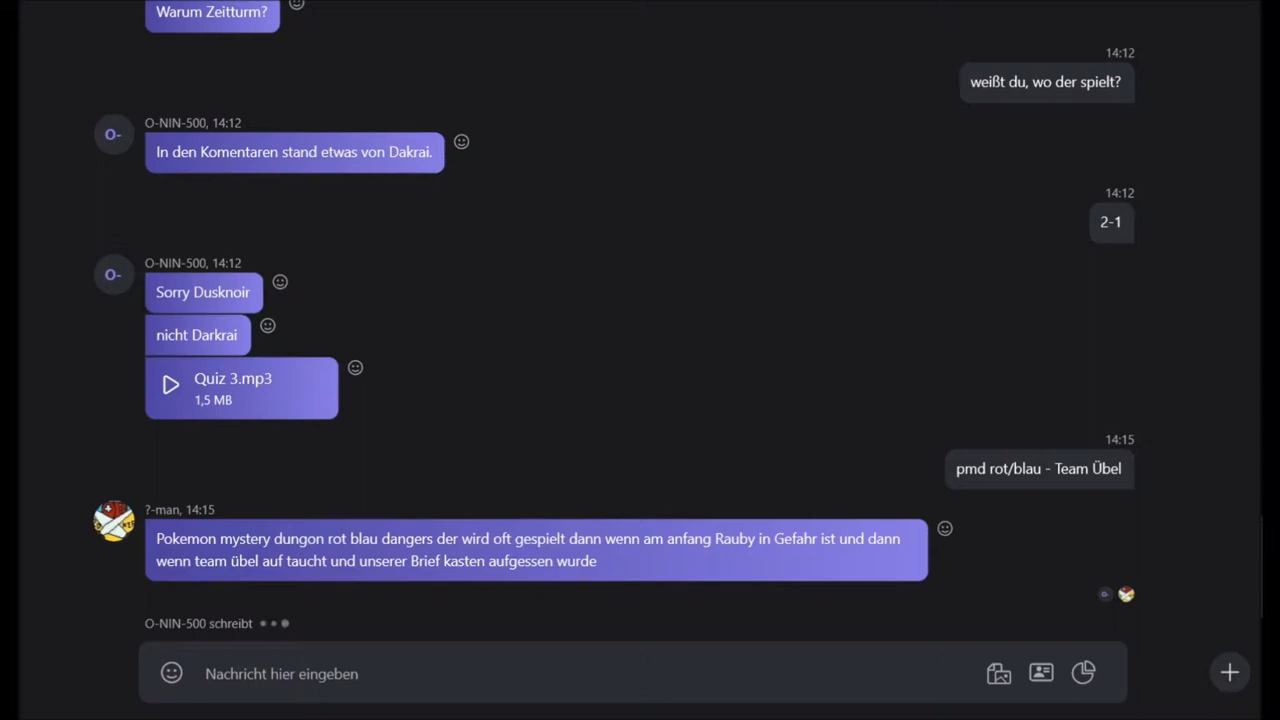 Warum Zeitturm?
14:12
weißt du, wo der spielt?
O-
O-NIN-500, 14:12
In den Komentaren stand etwas von Dakrai.
14:12
2-1
O-
O-NIN-500, 14:12
Sorry Dusknoir
nicht Darkrai
Quiz 3.mp3
1,5 MB
14:15
pmd rot/blau - Team Übel
?-man, 14:15
Pokemon mystery dungon rot blau dangers der wird oft gespielt dann wenn am anfang Rauby in Gefahr ist und dann
wenn team übel auf taucht und unserer Brief kasten aufgessen wurde
O-
O-NIN-500 schreibt
Nachricht hier eingeben